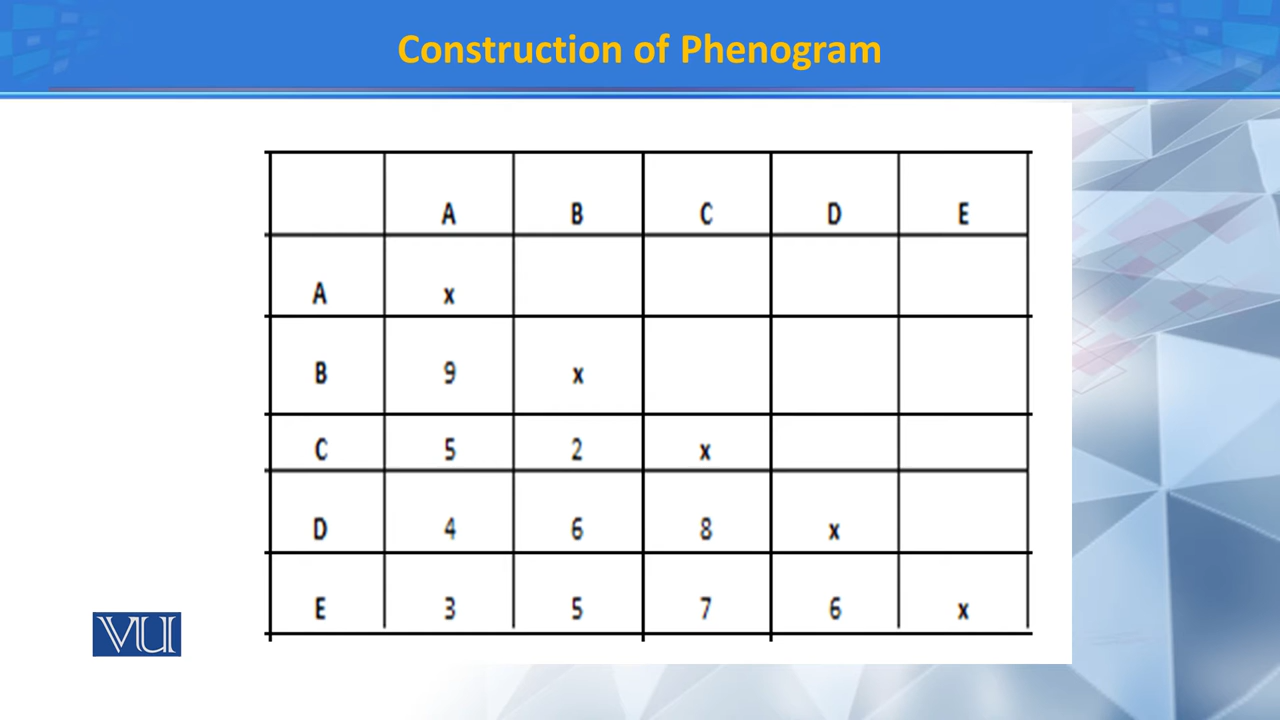 Construction of Phenogram
A B C D E
A x
B 9 x
C 5 2 x
D 4 6 8 x
E 3 5 7 6 x
VU